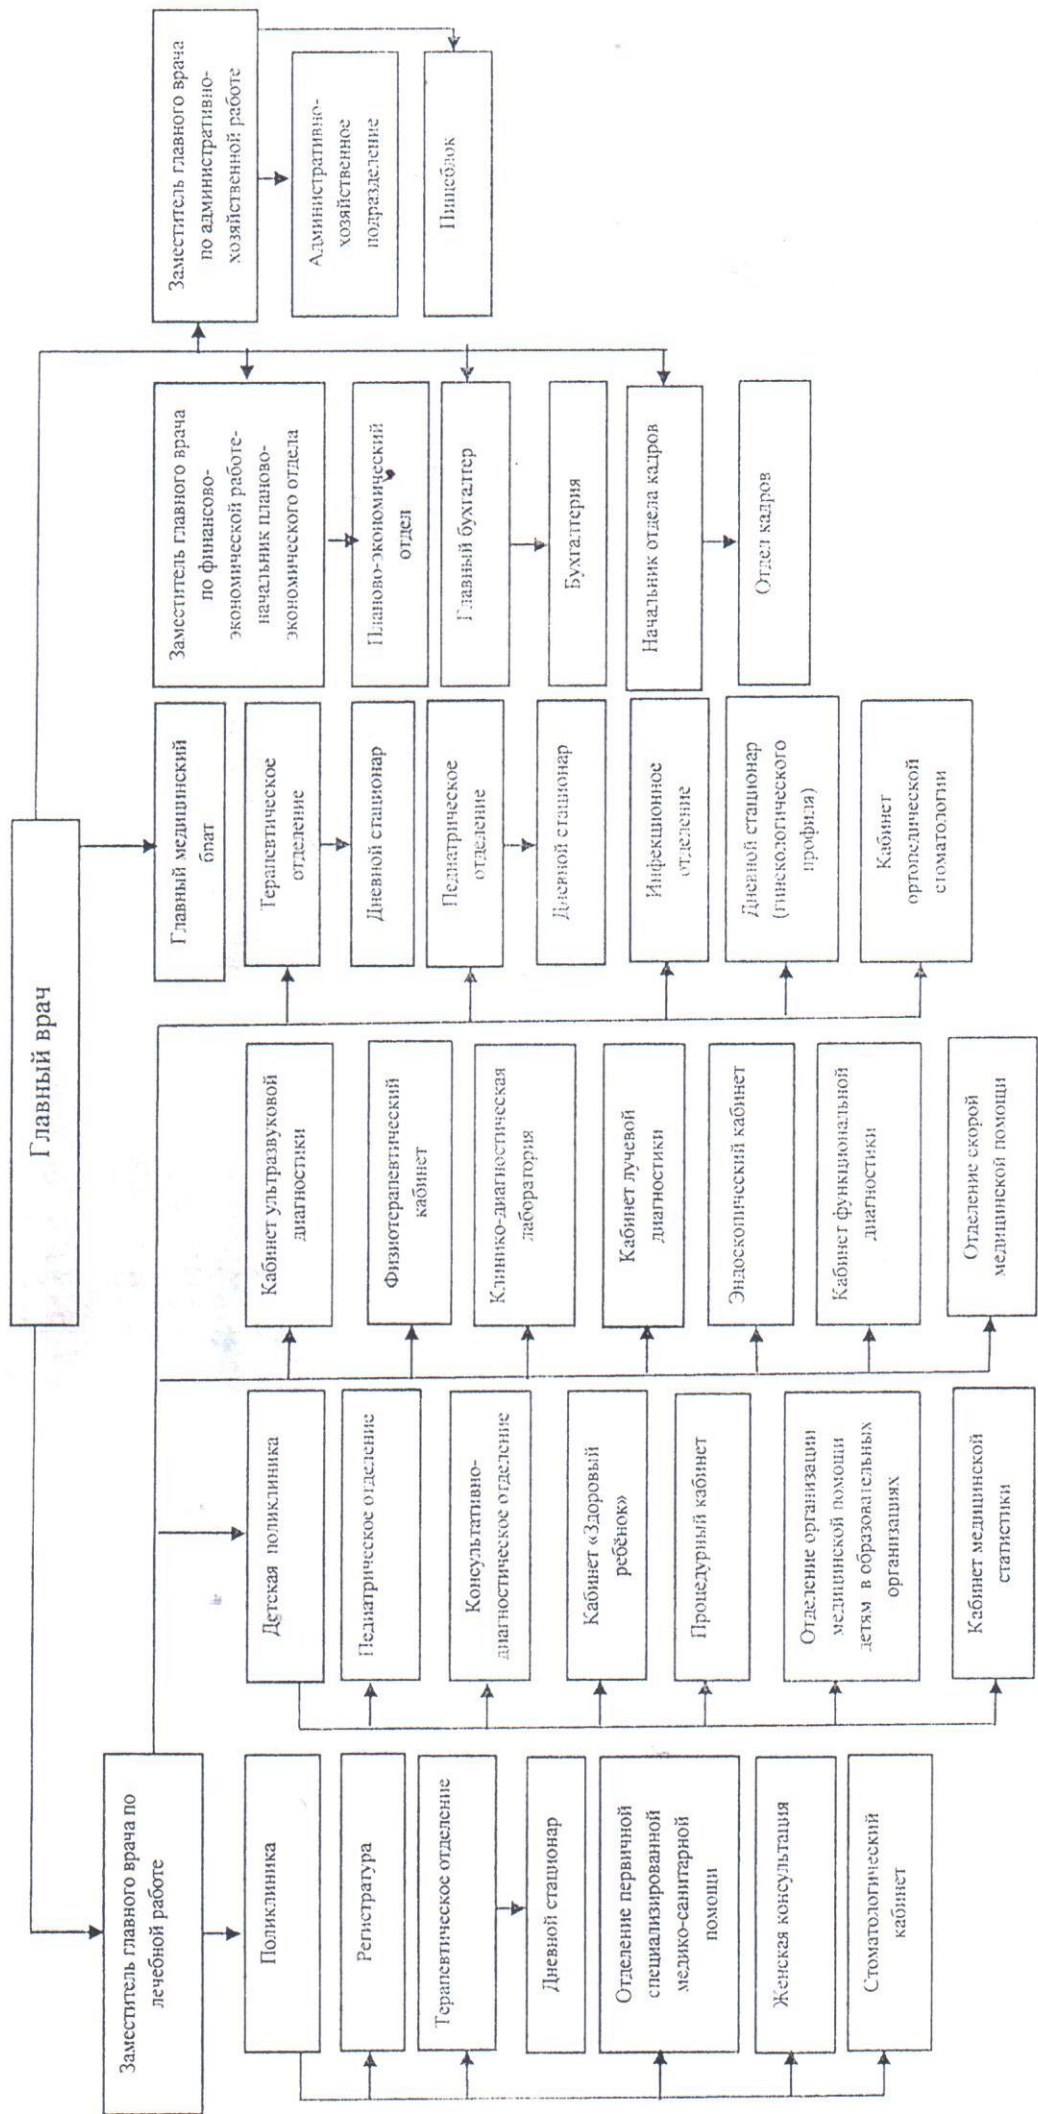 Главный врач
Заместитель главного врача по
лечебной работе
Поликлиника
Регистратура
Терапевтическое отделение
Дневной стационар
Отделение первичной
специализированной
медико-санитарной
помощи
Женская консультация
Стоматологический
кабинет
Детская поликлиника
Педиатрическое отделение
Консультативно-
диагностическое отделение
Кабинет «Здоровый
ребёнок»
Процедурный кабинет
Отделение организации
медицинской помощи
детям в образовательных
организациях
Кабинет медицинской
статистики
Кабинет ультразвуковой
диагностики
Физиотерапевтический
кабинет
Клинико-диагностическая
лаборатория
Кабинет лучевой
диагностики
Эндоскопический кабинет
Кабинет функциональной
диагностики
Отделение скорой
медицинской помощи
Главный медицинский
брат
Терапевтическое
отделение
Дневной стационар
Педиатрическое
отделение
Дневной стационар
Инфекционное
отделение
Дневной стационар
(гинекологического
профиля)
Кабинет
ортопедической
стоматологии
Заместитель главного врача
по финансово-
экономической работе-
начальник планово-
экономического отдела
Планово-экономический
отдел
Главный бухгалтер
Бухгалтерия
Начальник отдела кадров
Отдел кадров
Заместитель главного врача
по административно-
хозяйственной работе
Административно-
хозяйственное
подразделение
Пищеблок